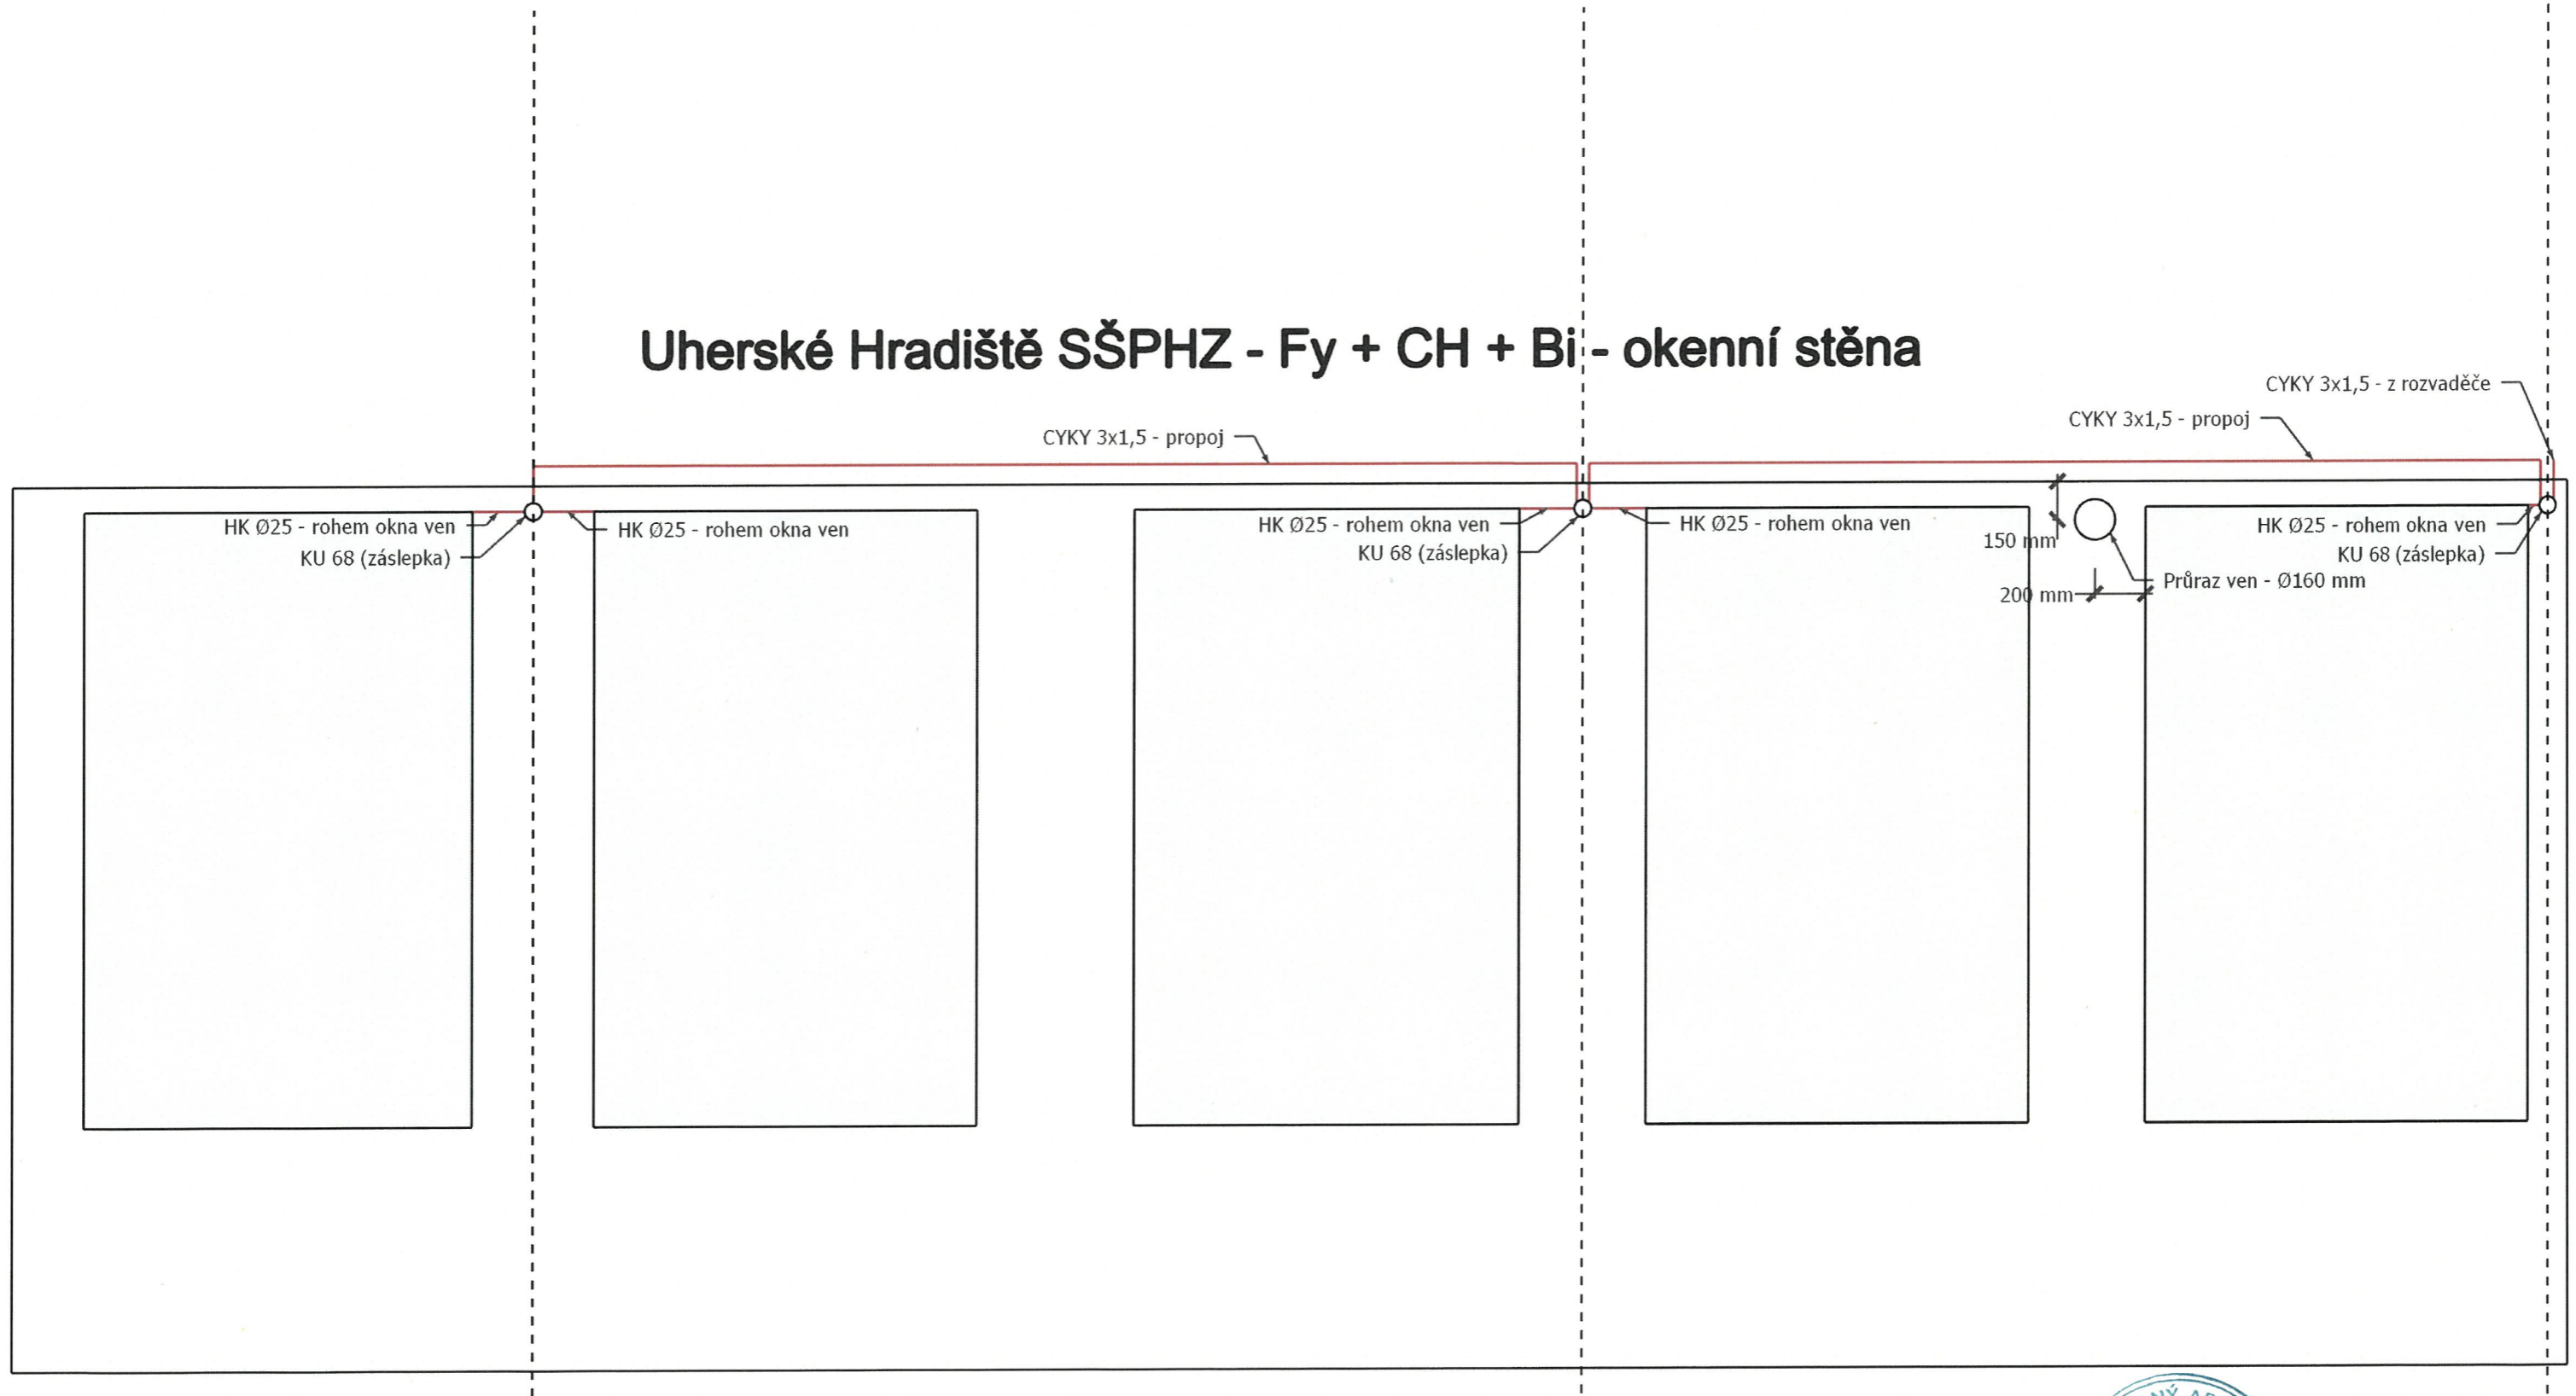 Uherské Hradiště SŠPHZ - Fy + CH + Bi - okenní stěna
CYKY 3x1,5 - z rozvaděče
CYKY 3x1,5 - propoj
CYKY 3x1,5 - propoj
HK Ø25 - rohem okna ven
KU 68 (záslepka)
HK Ø25 - rohem okna ven
HK Ø25 - rohem okna ven
KU 68 (záslepka)
HK Ø25 - rohem okna ven
150 mm
200 mm
Průraz ven - Ø160 mm
HK Ø25 - rohem okna ven
KU 68 (záslepka)